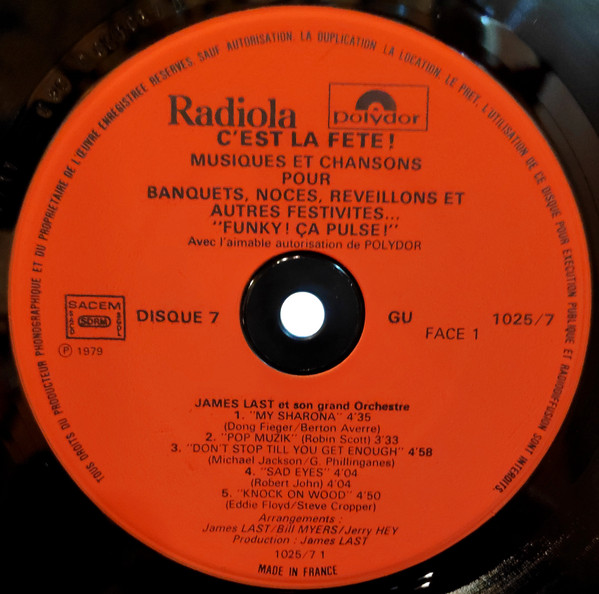 TOUS DROITS DU PRODUCTEUR PHONOGRAPHIQUE ET DU PROPRIETAIRE DE L'ŒUVRE ENREGISTREE RESERVES. SAUF AUTORISATION, LA DUPLICATION, LA LOCATION, LE PRET, L'UTILISATION DE CE DISQUE POUR EXECUTION PUBLIQUE ET RADIODIFFUSION SONT INTERDITS.
Radiola
polydor
C'EST LA FETE !
MUSIQUES ET CHANSONS
POUR
BANQUETS, NOCES, REVEILLONS ET
AUTRES FESTIVITES...
"FUNKY ! ÇA PULSE !"
Avec l'aimable autorisation de POLYDOR
SACEM
SACD
SDRM
SGDL
DISQUE 7
GU
1025/7
FACE 1
Ⓟ 1979
JAMES LAST et son grand Orchestre
1. "MY SHARONA" 4'35
(Dong Fieger/Berton Averre)
2. "POP MUZIK" (Robin Scott) 3'33
3. "DON'T STOP TILL YOU GET ENOUGH" 4'58
(Michael Jackson/G. Phillinganes)
4. "SAD EYES" 4'04
(Robert John) 4'04
5. "KNOCK ON WOOD" 4'50
(Eddie Floyd/Steve Cropper)
Arrangements :
James LAST/Bill MYERS/Jerry HEY
Production : James LAST
1025/7 1
MADE IN FRANCE